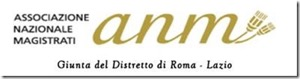 ASSOCIAZIONE
NAZIONALE
MAGISTRATI
anm
Giunta del Distretto di Roma - Lazio